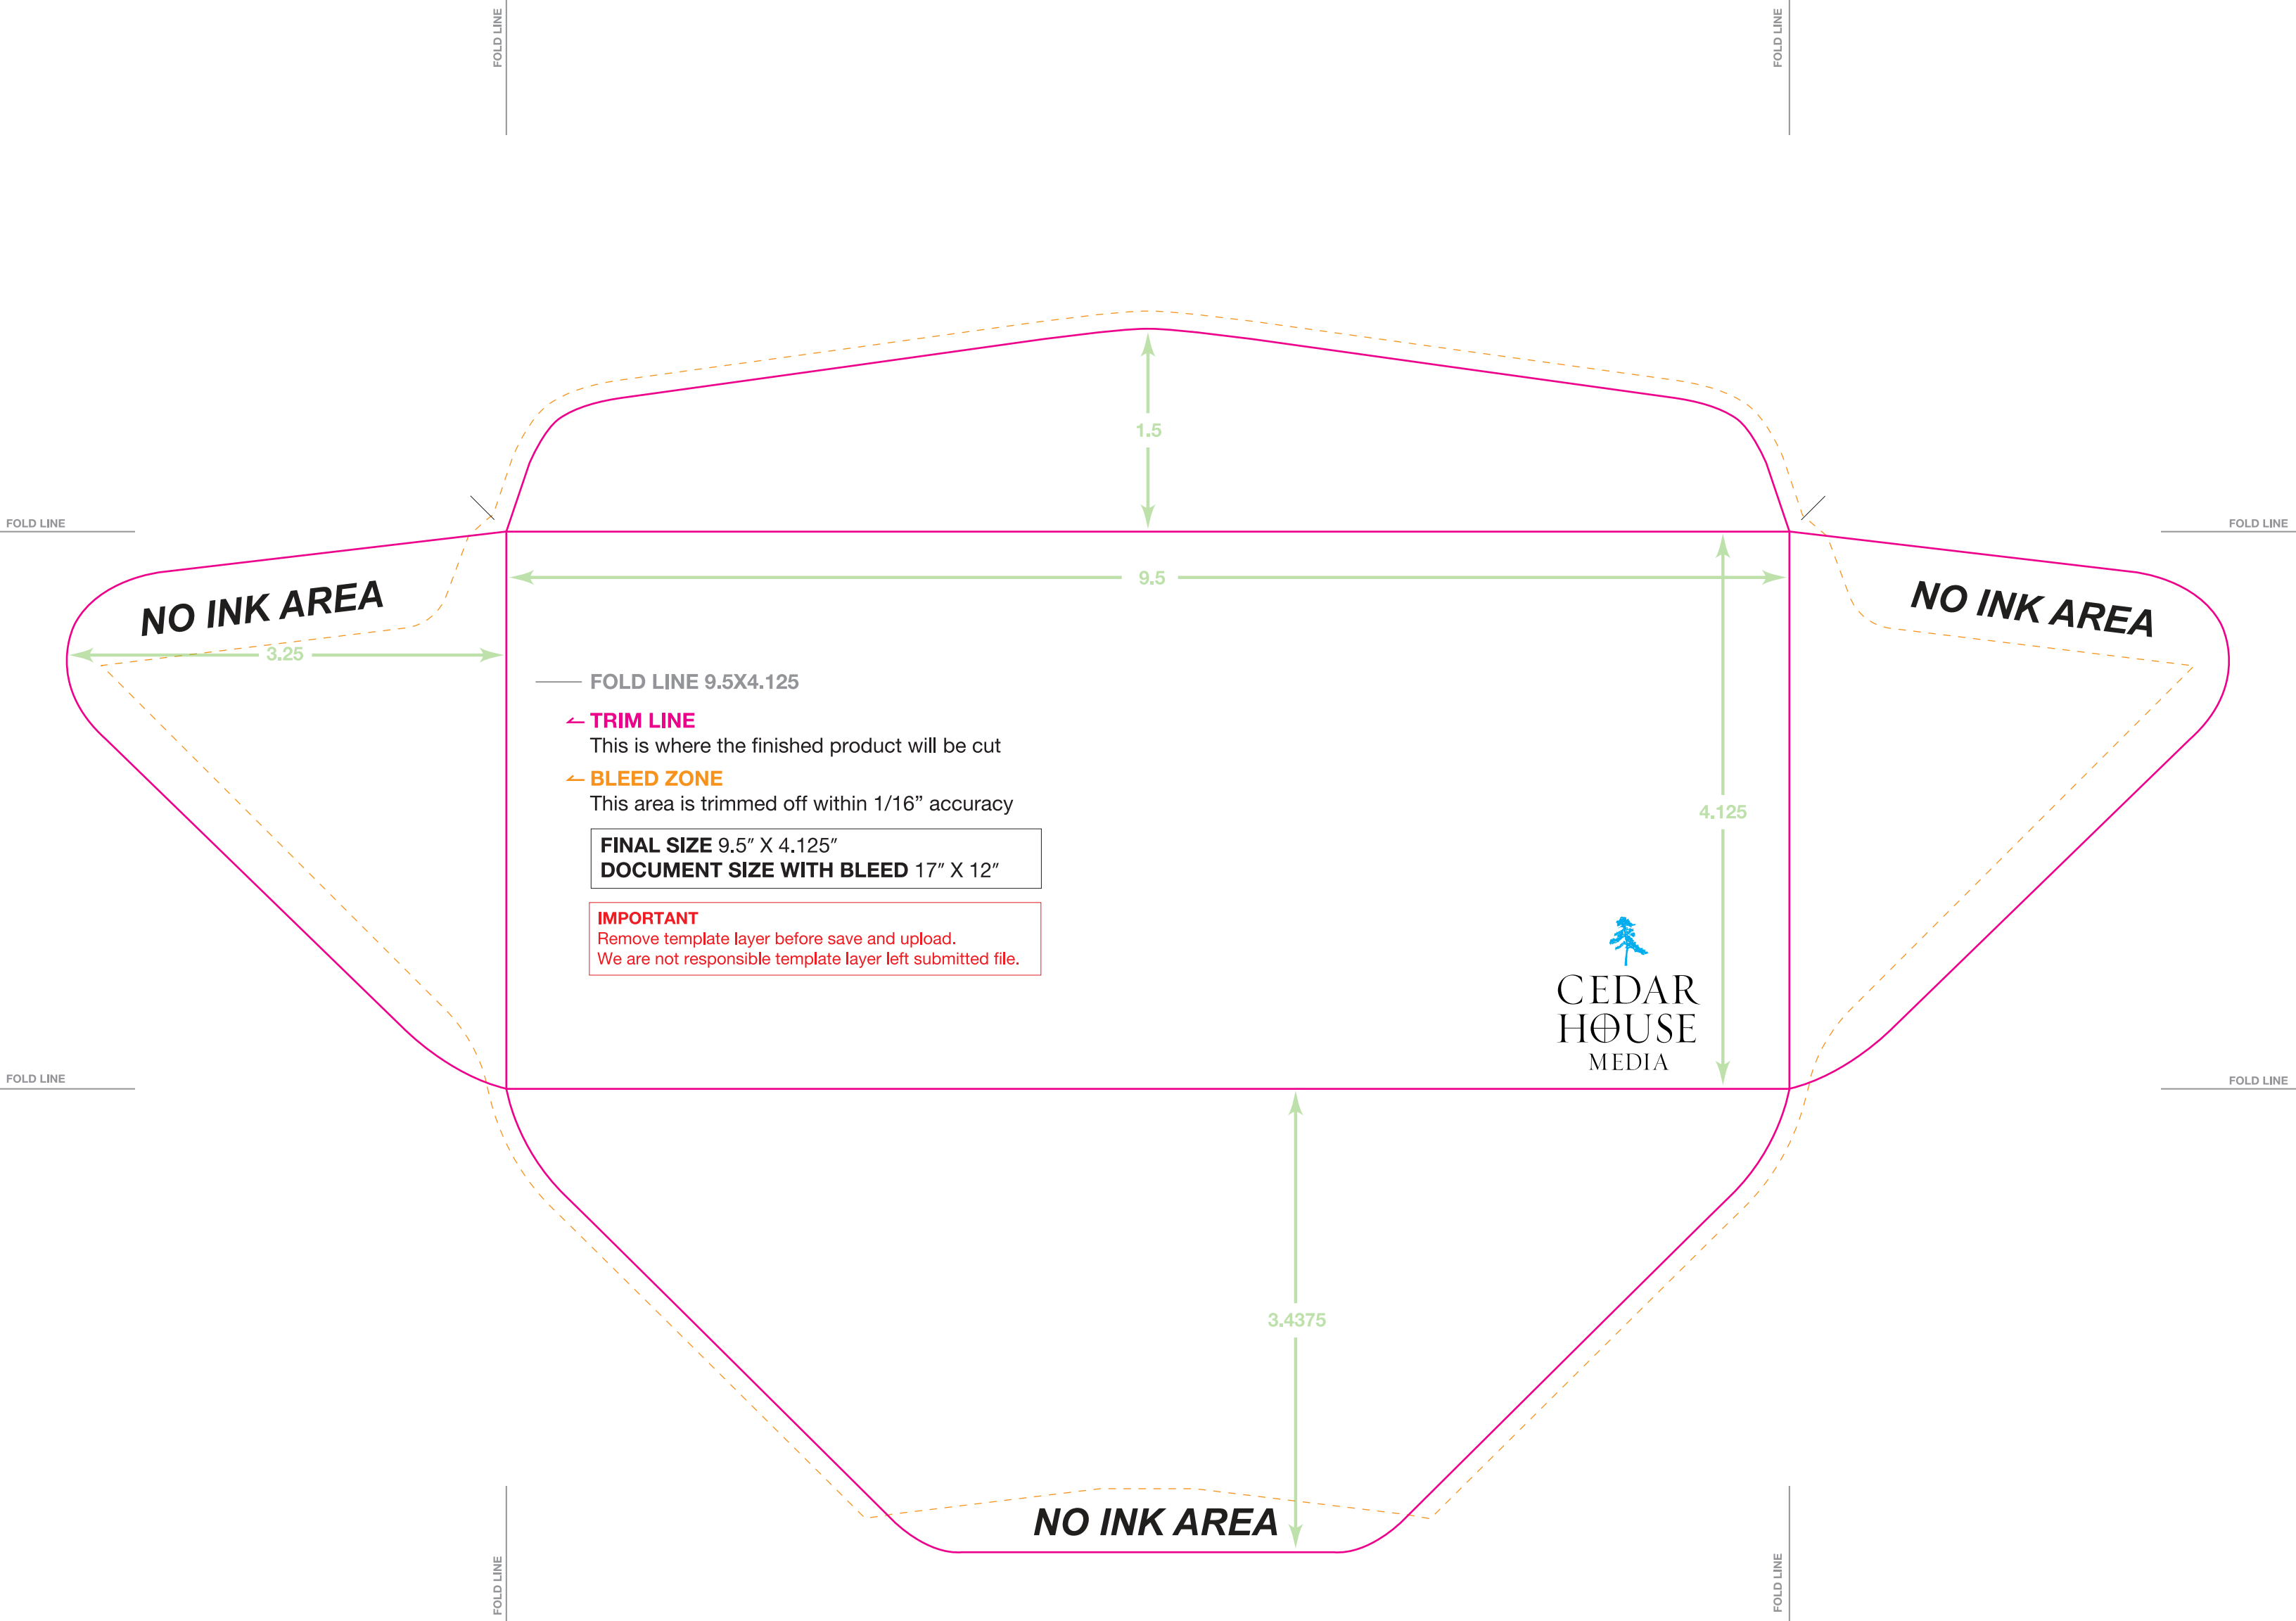 FOLD LINE
FOLD LINE
1.5
FOLD LINE
FOLD LINE
9.5
NO INK AREA
NO INK AREA
3.25
FOLD LINE 9.5X4.125
TRIM LINE
This is where the finished product will be cut
BLEED ZONE
This area is trimmed off within 1/16” accuracy
4.125
FINAL SIZE 9.5″ X 4.125″
DOCUMENT SIZE WITH BLEED 17″ X 12″
IMPORTANT
Remove template layer before save and upload.
We are not responsible template layer left submitted file.
CEDAR
HOUSE
MEDIA
FOLD LINE
FOLD LINE
3.4375
NO INK AREA
FOLD LINE
FOLD LINE